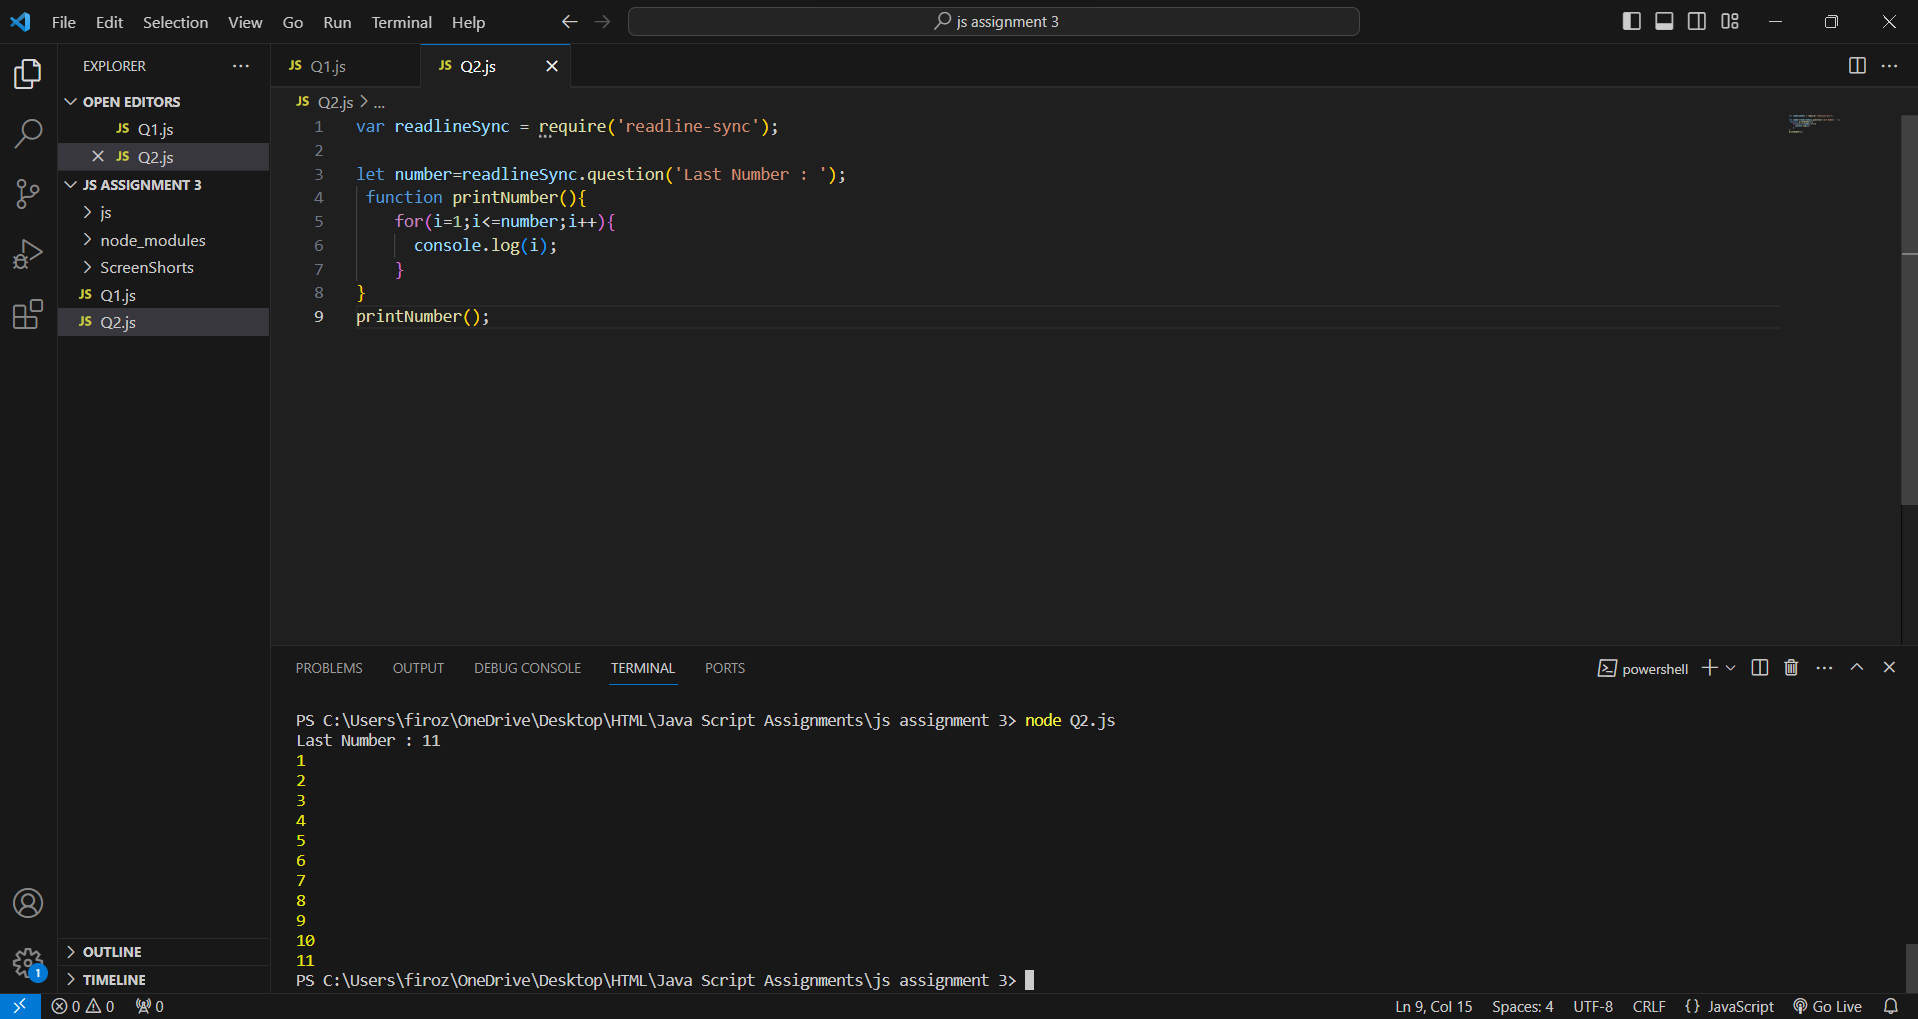 File Edit Selection View Go Run Terminal Help
js assignment 3
EXPLORER
OPEN EDITORS
JS Q1.js
JS Q2.js
JS ASSIGNMENT 3
js
node_modules
ScreenShorts
JS Q1.js
JS Q2.js
OUTLINE
TIMELINE
JS Q1.js
JS Q2.js
JS Q2.js > ...
1 var readlineSync = require('readline-sync');
2
3 let number=readlineSync.question('Last Number : ');
4 function printNumber(){
5 for(i=1;i<=number;i++){
6 console.log(i);
7 }
8 }
9 printNumber();
PROBLEMS OUTPUT DEBUG CONSOLE TERMINAL PORTS
powershell
PS C:\Users\firoz\OneDrive\Desktop\HTML\Java Script Assignments\js assignment 3> node Q2.js
Last Number : 11
1
2
3
4
5
6
7
8
9
10
11
PS C:\Users\firoz\OneDrive\Desktop\HTML\Java Script Assignments\js assignment 3>
1
0 0 0
Ln 9, Col 15 Spaces: 4 UTF-8 CRLF {} JavaScript Go Live